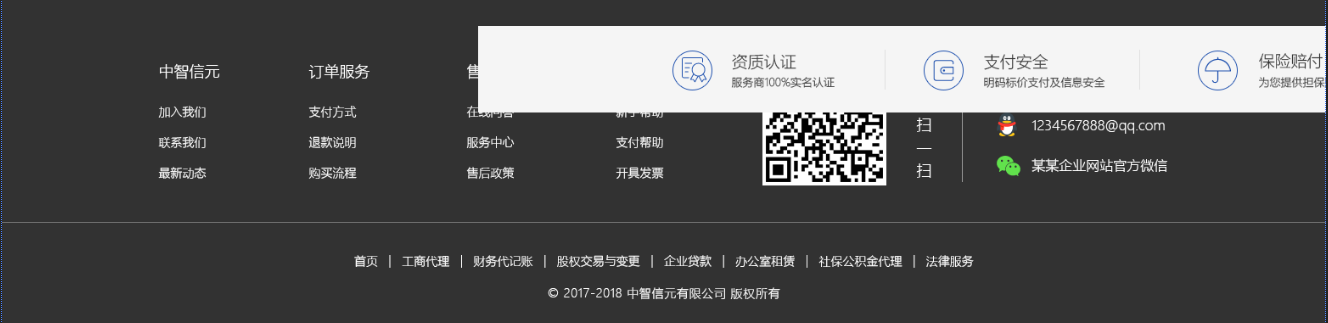 资质认证
服务商100%实名认证
支付安全
明码标价支付及信息安全
保险赔付
为您提供担保
中智信元
加入我们
联系我们
最新动态
订单服务
支付方式
退款说明
购买流程
售
在线问答
服务中心
售后政策
新手帮助
支付帮助
开具发票
扫
一
扫
1234567888@qq.com
某某企业网站官方微信
首页 | 工商代理 | 财务代记账 | 股权交易与变更 | 企业贷款 | 办公室租赁 | 社保公积金代理 | 法律服务
© 2017-2018 中智信元有限公司 版权所有